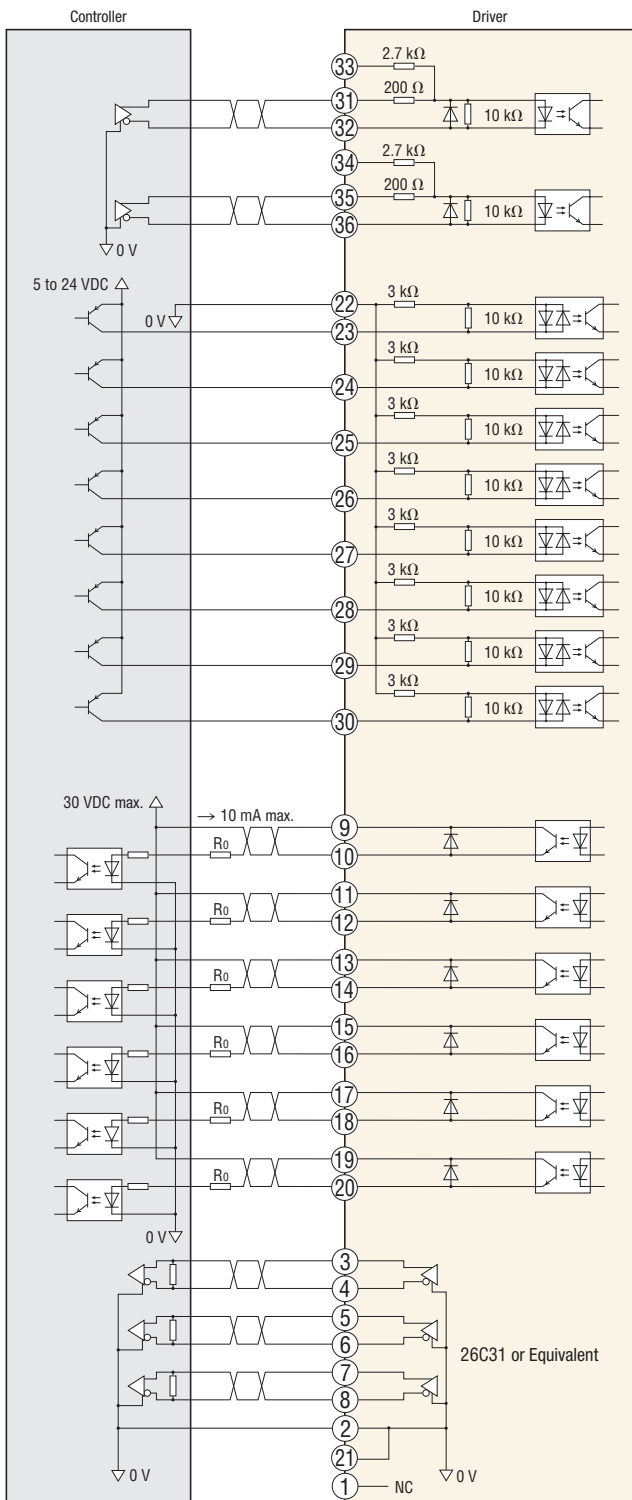 Controller
Driver
33
2.7 kΩ
31
200 Ω
32
10 kΩ
34
2.7 kΩ
35
200 Ω
36
10 kΩ
0 V
5 to 24 VDC
0 V
22
3 kΩ
23
10 kΩ
3 kΩ
24
10 kΩ
3 kΩ
25
10 kΩ
3 kΩ
26
10 kΩ
3 kΩ
27
10 kΩ
3 kΩ
28
10 kΩ
3 kΩ
29
10 kΩ
3 kΩ
30
10 kΩ
30 VDC max.
→ 10 mA max.
9
R0
10
11
R0
12
13
R0
14
15
R0
16
17
R0
18
19
R0
20
0 V
3
4
5
6
26C31 or Equivalent
7
8
2
21
0 V
0 V
1
NC